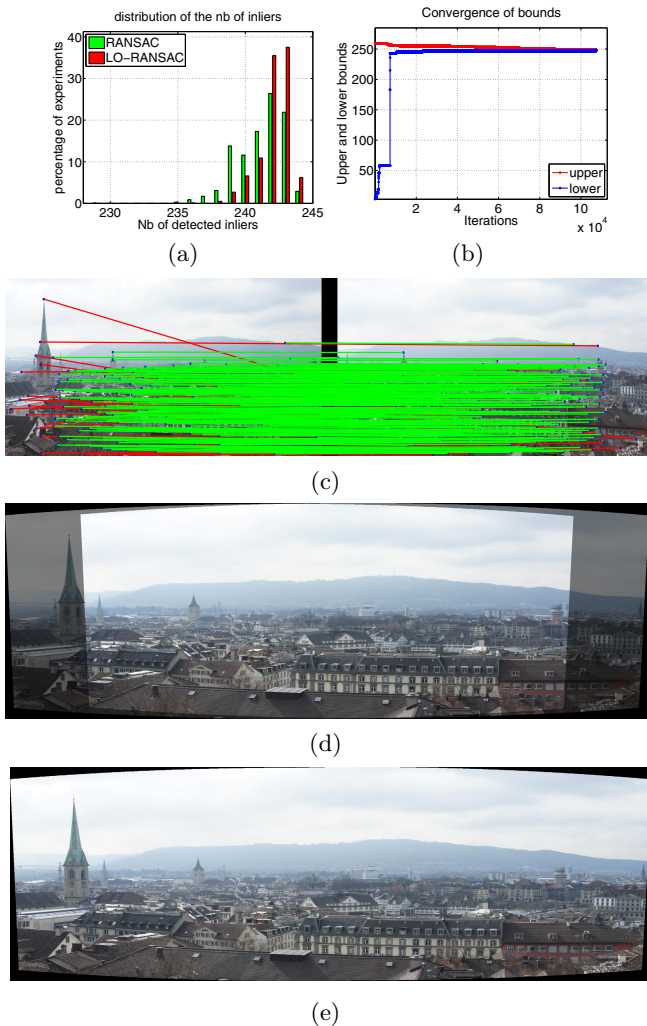 distribution of the nb of inliers
RANSAC
LO-RANSAC
percentage of experiments
40
30
20
10
0
230
235
240
245
Nb of detected inliers
(a)
Convergence of bounds
Upper and lower bounds
250
200
150
100
50
2
4
6
8
10
x 10^4
Iterations
upper
lower
(b)
(c)
(d)
(e)